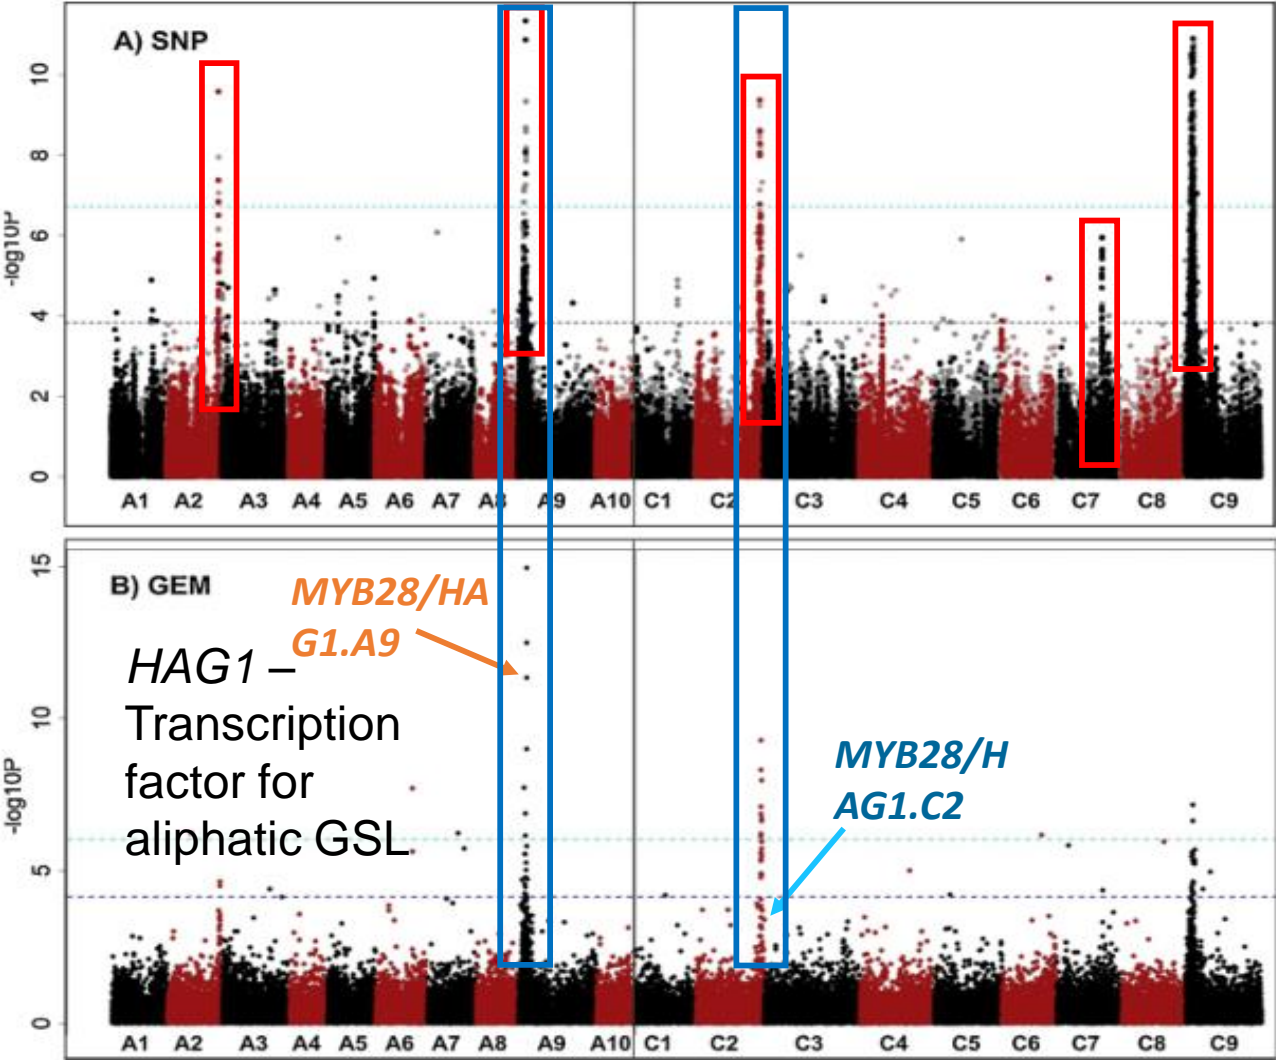 A) SNP
-log10P
10
8
6
4
2
0
A1 A2 A3 A4 A5 A6 A7 A8 A9 A10 C1 C2 C3 C4 C5 C6 C7 C8 C9
B) GEM
-log10P
15
10
5
0
MYB28/HA
G1.A9
HAG1 –
Transcription
factor for
aliphatic GSL
MYB28/H
AG1.C2
A1 A2 A3 A4 A5 A6 A7 A8 A9 A10 C1 C2 C3 C4 C5 C6 C7 C8 C9